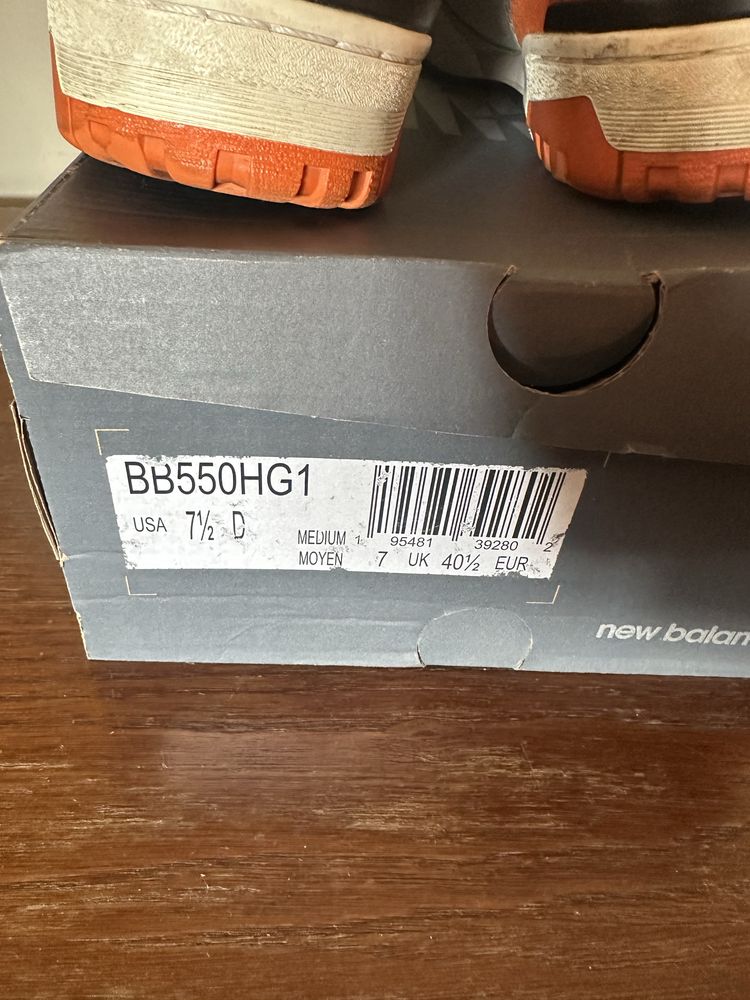 BB550HG1
USA 7½ D
MEDIUM 1 95481 39280 2
MOYEN 7 UK 40½ EUR
new balan